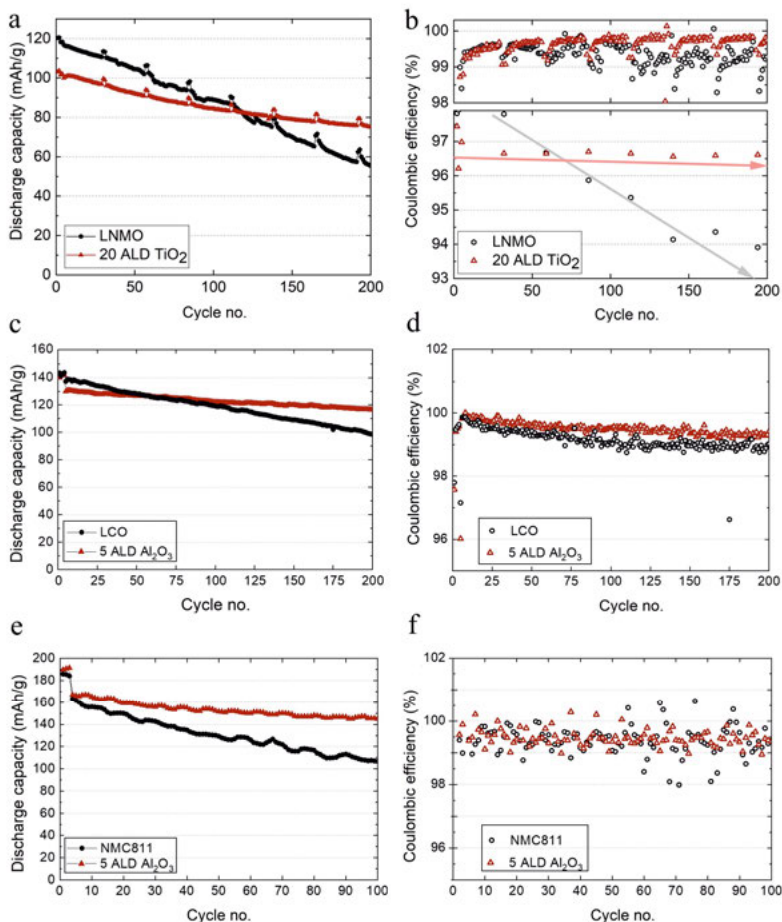 a
Discharge capacity (mAh/g)
120
100
80
60
40
20
0
LNMO
20 ALD TiO₂
0 50 100 150 200
Cycle no.
b
Coulombic efficiency (%)
100
99
98
Coulombic efficiency (%)
97
96
95
94
93
LNMO
20 ALD TiO₂
0 50 100 150 200
Cycle no.
c
Discharge capacity (mAh/g)
160
140
120
100
80
60
40
20
0
LCO
5 ALD Al₂O₃
0 25 50 75 100 125 150 175 200
Cycle no.
d
Coulombic efficiency (%)
102
100
98
96
LCO
5 ALD Al₂O₃
0 25 50 75 100 125 150 175 200
Cycle no.
e
Discharge capacity (mAh/g)
200
180
160
140
120
100
80
60
40
20
0
NMC811
5 ALD Al₂O₃
0 10 20 30 40 50 60 70 80 90 100
Cycle no.
f
Coulombic efficiency (%)
102
100
98
96
NMC811
5 ALD Al₂O₃
0 10 20 30 40 50 60 70 80 90 100
Cycle no.